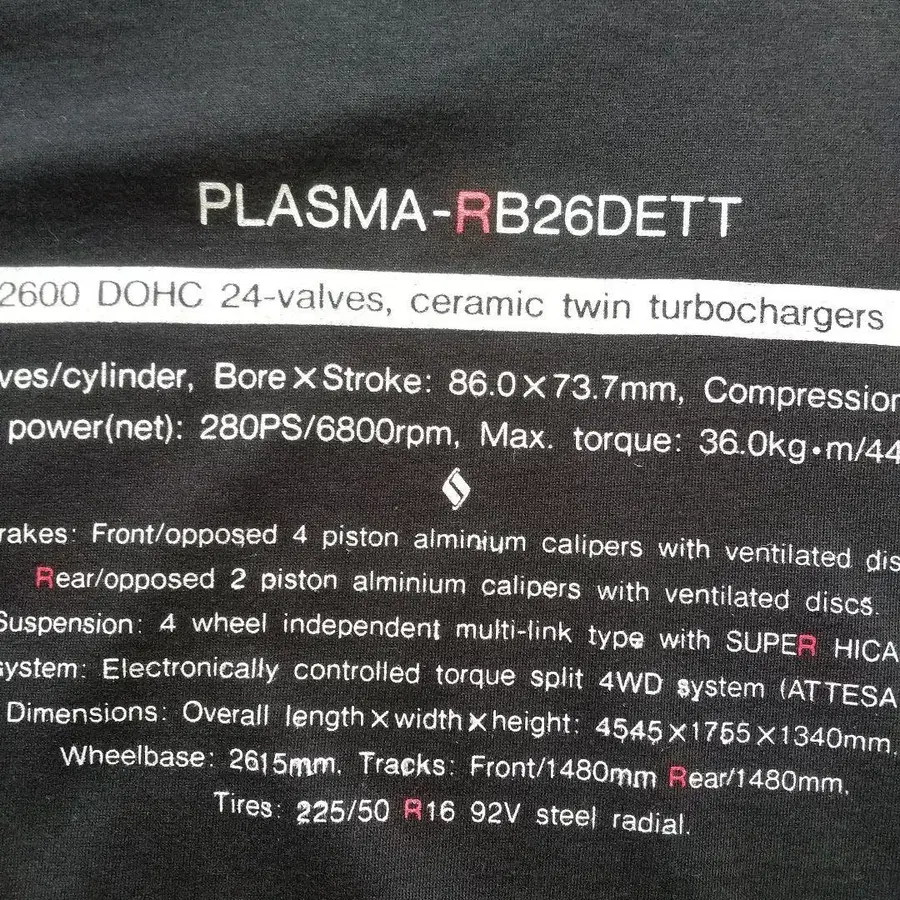 PLASMA-RB26DETT
2600 DOHC 24-valves, ceramic twin turbochargers
ves/cylinder, Bore×Stroke: 86.0×73.7mm, Compression
power(net): 280PS/6800rpm, Max. torque: 36.0kg·m/44
rakes: Front/opposed 4 piston alminium calipers with ventilated dis
Rear/opposed 2 piston alminium calipers with ventilated discs.
Suspension: 4 wheel independent multi-link type with SUPER HICA
system: Electronically controlled torque split 4WD system (ATTESA
Dimensions: Overall length×width×height: 4545×1755×1340mm.
Wheelbase: 2615mm. Tracks: Front/1480mm Rear/1480mm.
Tires: 225/50 R16 92V steel radial.